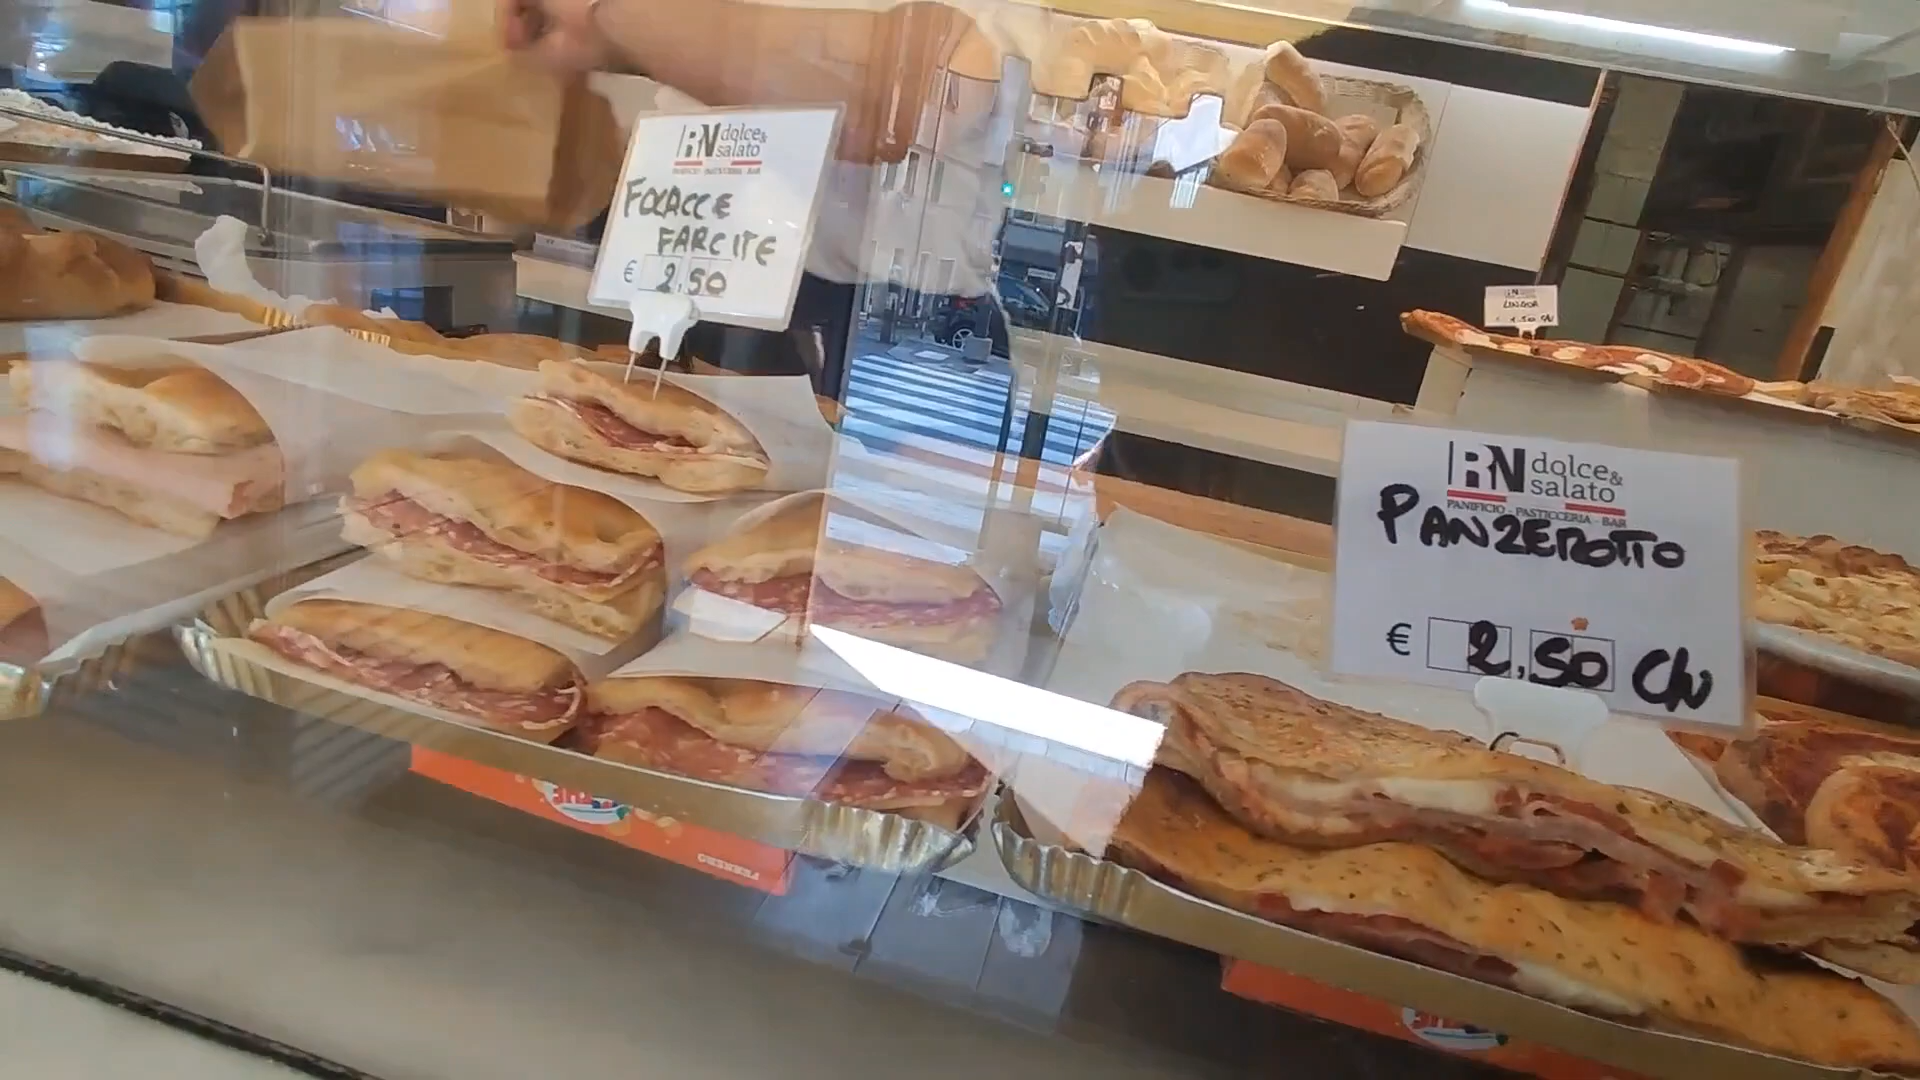 RN dolce&
salato
PANIFICIO - PASTICCERIA - BAR
FOCACCE
FARCITE
€ 2,50
RN dolce&
salato
PANIFICIO - PASTICCERIA - BAR
PANZEROTTO
€ 2,50 C/U
FERRERO